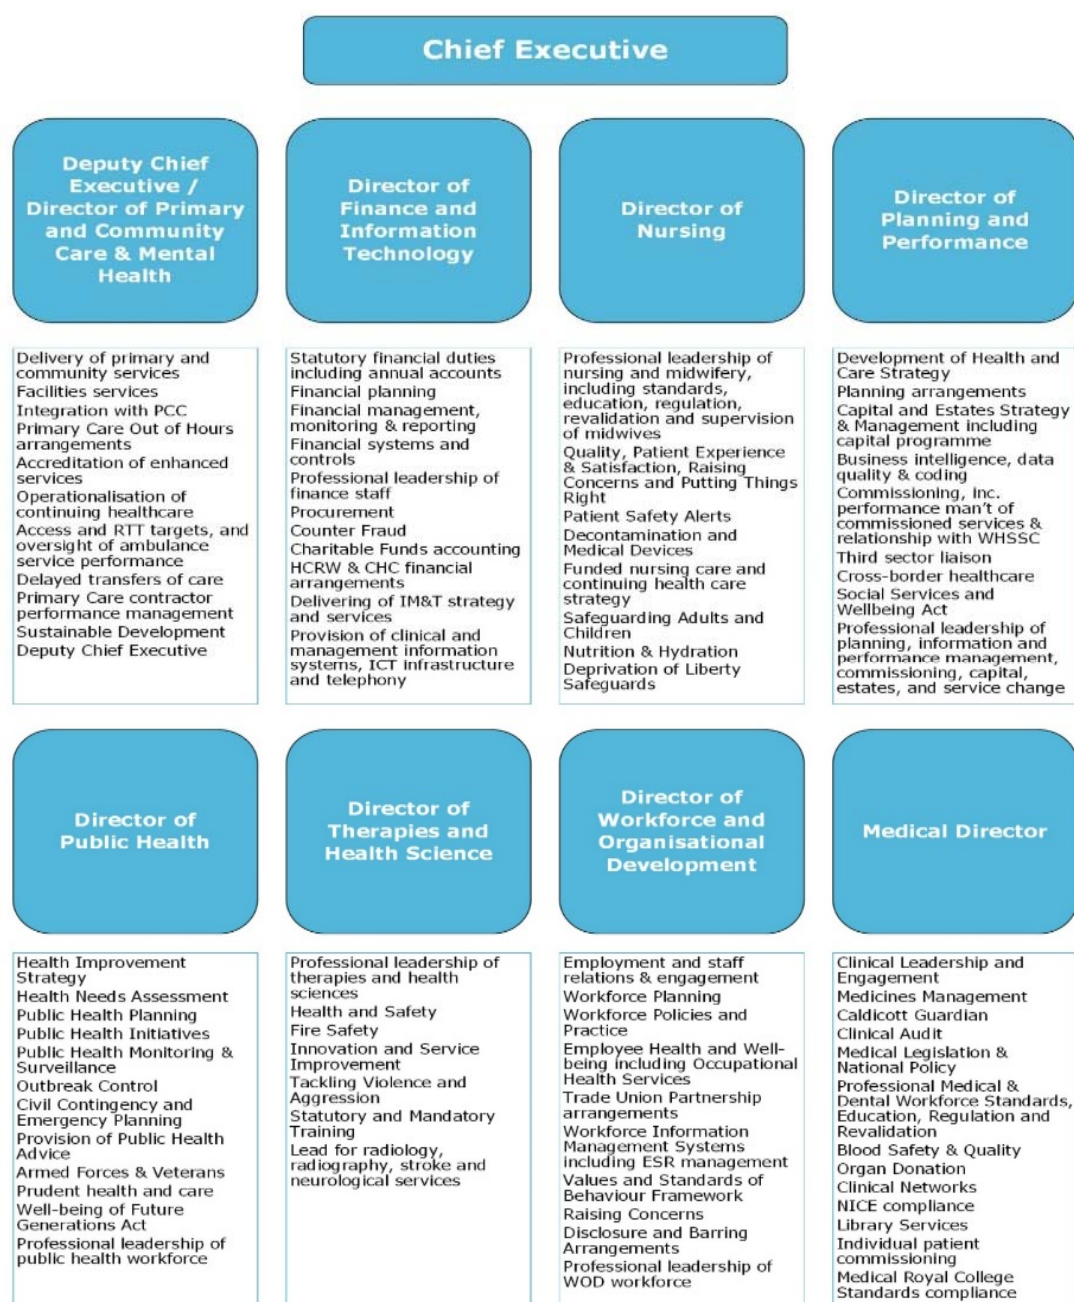 Chief Executive
Deputy Chief
Executive /
Director of Primary
and Community
Care & Mental
Health
Director of
Finance and
Information
Technology
Director of
Nursing
Director of
Planning and
Performance
Delivery of primary and
community services
Facilities services
Integration with PCC
Primary Care Out of Hours
arrangements
Accreditation of enhanced
services
Operationalisation of
continuing healthcare
Access and RTT targets, and
oversight of ambulance
service performance
Delayed transfers of care
Primary Care contractor
performance management
Sustainable Development
Deputy Chief Executive
Statutory financial duties
including annual accounts
Financial planning
Financial management,
monitoring & reporting
Financial systems and
controls
Professional leadership of
finance staff
Procurement
Counter Fraud
Charitable Funds accounting
HCRW & CHC financial
arrangements
Delivering of IM&T strategy
and services
Provision of clinical and
management information
systems, ICT infrastructure
and telephony
Professional leadership of
nursing and midwifery,
including standards,
education, regulation,
revalidation and supervision
of midwives
Quality, Patient Experience
& Satisfaction, Raising
Concerns and Putting Things
Right
Patient Safety Alerts
Decontamination and
Medical Devices
Funded nursing care and
continuing health care
strategy
Safeguarding Adults and
Children
Nutrition & Hydration
Deprivation of Liberty
Safeguards
Development of Health and
Care Strategy
Planning arrangements
Capital and Estates Strategy
& Management including
capital programme
Business intelligence, data
quality & coding
Commissioning, inc.
performance man't of
commissioned services &
relationship with WHSSC
Third sector liaison
Cross-border healthcare
Social Services and
Wellbeing Act
Professional leadership of
planning, information and
performance management,
commissioning, capital,
estates, and service change
Director of
Public Health
Director of
Therapies and
Health Science
Director of
Workforce and
Organisational
Development
Medical Director
Health Improvement
Strategy
Health Needs Assessment
Public Health Planning
Public Health Initiatives
Public Health Monitoring &
Surveillance
Outbreak Control
Civil Contingency and
Emergency Planning
Provision of Public Health
Advice
Armed Forces & Veterans
Prudent health and care
Well-being of Future
Generations Act
Professional leadership of
public health workforce
Professional leadership of
therapies and health
sciences
Health and Safety
Fire Safety
Innovation and Service
Improvement
Tackling Violence and
Aggression
Statutory and Mandatory
Training
Lead for radiology,
radiography, stroke and
neurological services
Employment and staff
relations & engagement
Workforce Planning
Workforce Policies and
Practice
Employee Health and Well-
being including Occupational
Health Services
Trade Union Partnership
arrangements
Workforce Information
Management Systems
including ESR management
Values and Standards of
Behaviour Framework
Raising Concerns
Disclosure and Barring
Arrangements
Professional leadership of
WOD workforce
Clinical Leadership and
Engagement
Medicines Management
Caldicott Guardian
Clinical Audit
Medical Legislation &
National Policy
Professional Medical &
Dental Workforce Standards,
Education, Regulation and
Revalidation
Blood Safety & Quality
Organ Donation
Clinical Networks
NICE compliance
Library Services
Individual patient
commissioning
Medical Royal College
Standards compliance